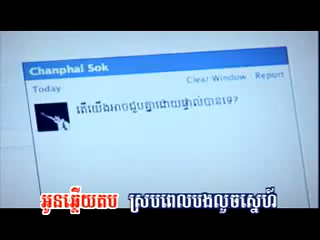 Chanphal Sok
Clear Window · Report
Today
តើយើងអាចជួបគ្នាដោយផ្ទាល់បានទេ?
អូនឆ្លើយតប ស្របពេលបងលួចស្នេហ៍